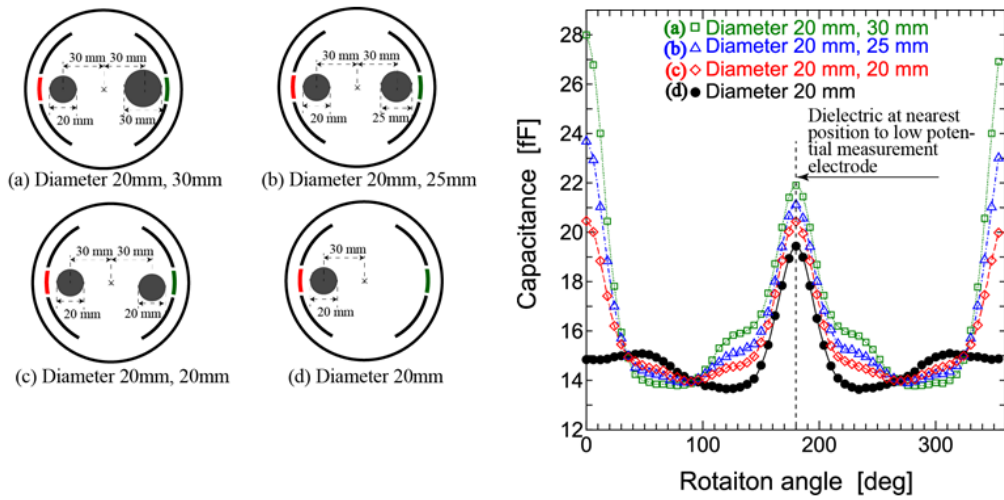 30 mm 30 mm
20 mm 30mm
(a) Diameter 20mm, 30mm
30 mm 30 mm
20 mm 25 mm
(b) Diameter 20mm, 25mm
30 mm 30 mm
20 mm 20 mm
(c) Diameter 20mm, 20mm
30 mm
20 mm
(d) Diameter 20mm
(a) Diameter 20 mm, 30 mm
(b) Diameter 20 mm, 25 mm
(c) Diameter 20 mm, 20 mm
(d) Diameter 20 mm
Dielectric at nearest
position to low poten-
tial measurement
electrode
Capacitance [fF]
28
26
24
22
20
18
16
14
12
0 100 200 300
Rotaiton angle [deg]